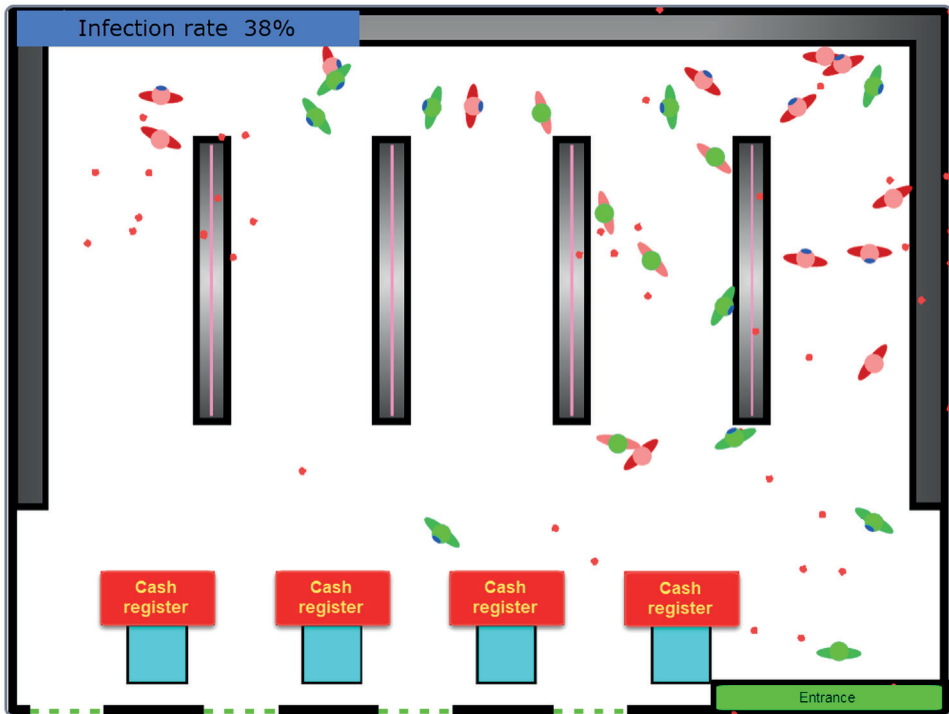 Infection rate 38%
Cash
register
Cash
register
Cash
register
Cash
register
Entrance